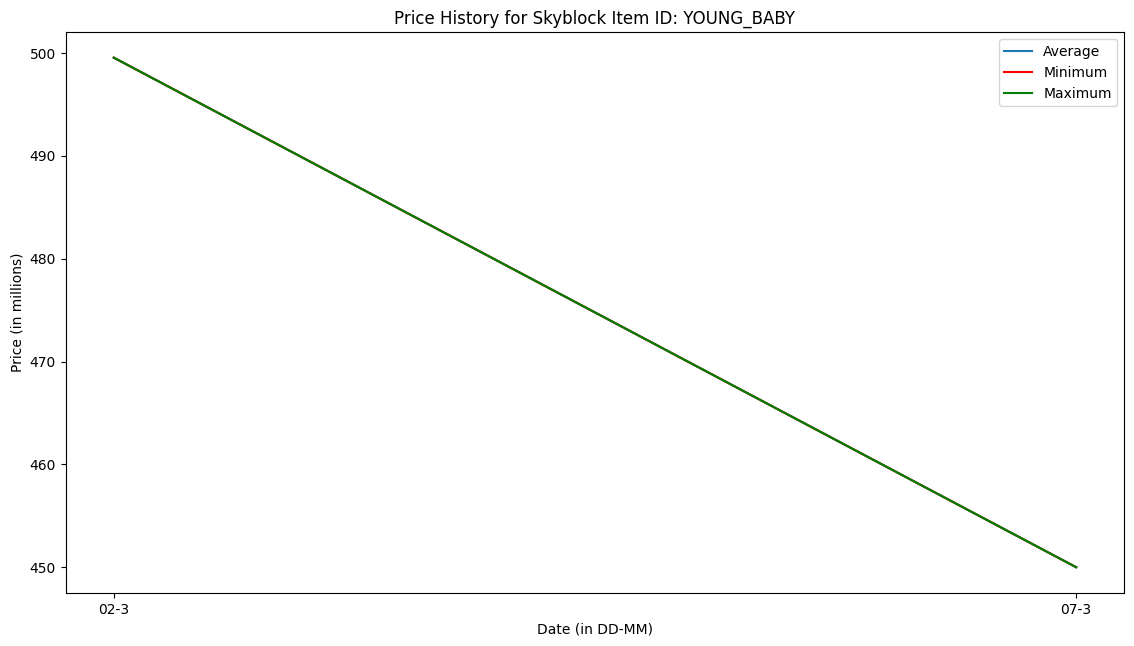 Price History for Skyblock Item ID: YOUNG_BABY
Average
Minimum
Maximum
500
490
480
470
460
450
Price (in millions)
02-3
07-3
Date (in DD-MM)